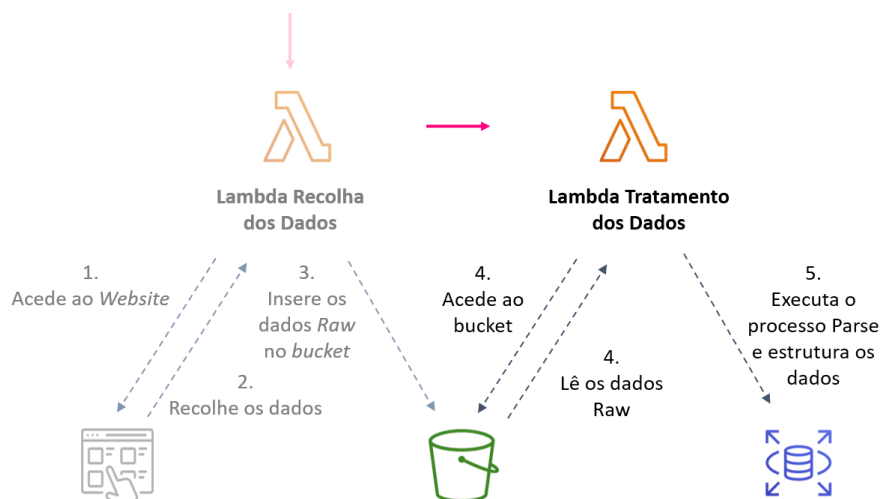 Lambda Recolha
dos Dados
Lambda Tratamento
dos Dados
1.
Acede ao Website
3.
Insere os
dados Raw
no bucket
2.
Recolhe os dados
4.
Acede ao
bucket
4.
Lê os dados
Raw
5.
Executa o
processo Parse
e estrutura os
dados